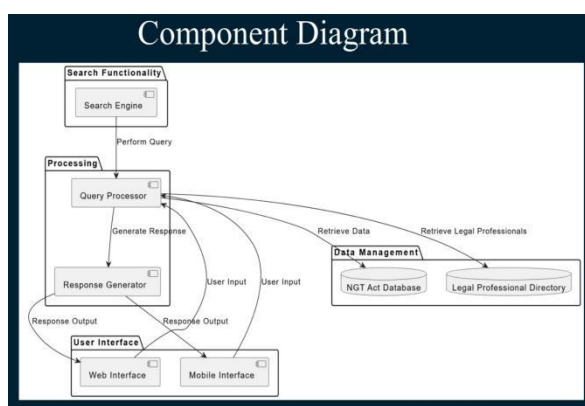 Component Diagram
Search Functionality
Search Engine
Perform Query
Processing
Query Processor
Generate Response
Retrieve Data
Retrieve Legal Professionals
Data Management
Response Generator
User Input
User Input
NGT Act Database
Legal Professional Directory
Response Output
Response Output
User Interface
Web Interface
Mobile Interface